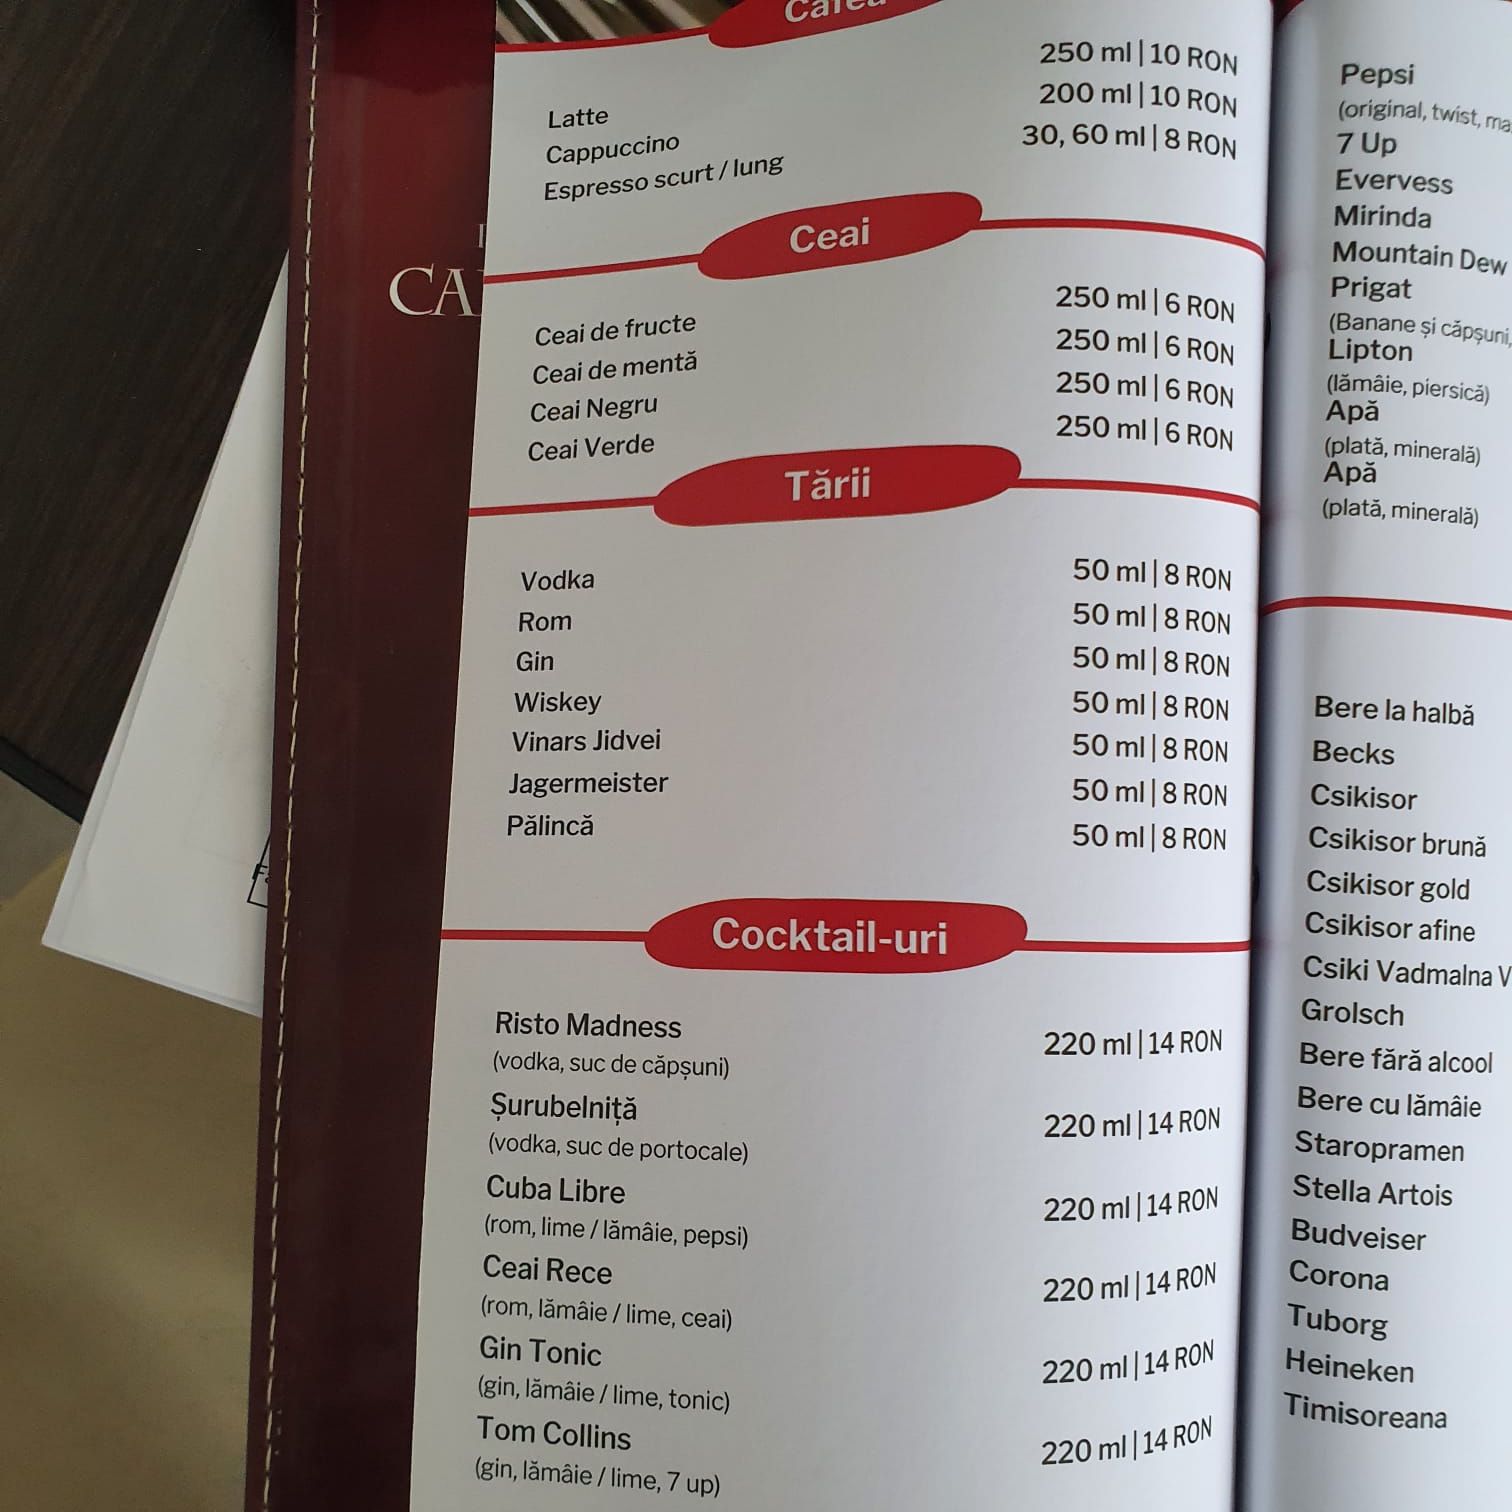 Cafea
Latte 250 ml | 10 RON
Cappuccino 200 ml | 10 RON
Espresso scurt / lung 30, 60 ml | 8 RON
Ceai
Ceai de fructe 250 ml | 6 RON
Ceai de mentă 250 ml | 6 RON
Ceai Negru 250 ml | 6 RON
Ceai Verde 250 ml | 6 RON
Tării
Vodka 50 ml | 8 RON
Rom 50 ml | 8 RON
Gin 50 ml | 8 RON
Wiskey 50 ml | 8 RON
Vinars Jidvei 50 ml | 8 RON
Jagermeister 50 ml | 8 RON
Pălincă 50 ml | 8 RON
Cocktail-uri
Risto Madness 220 ml | 14 RON
(vodka, suc de căpșuni)
Șurubelniță 220 ml | 14 RON
(vodka, suc de portocale)
Cuba Libre 220 ml | 14 RON
(rom, lime / lămâie, pepsi)
Ceai Rece 220 ml | 14 RON
(rom, lămâie / lime, ceai)
Gin Tonic 220 ml | 14 RON
(gin, lămâie / lime, tonic)
Tom Collins 220 ml | 14 RON
(gin, lămâie / lime, 7 up)
Pepsi
(original, twist,
7 Up
Evervess
Mirinda
Mountain Dew
Prigat
(Banane și căpșuni,
Lipton
(lămâie, piersică)
Apă
(plată, minerală)
Apă
(plată, minerală)
Bere la halbă
Becks
Csikisor
Csikisor brună
Csikisor gold
Csikisor afine
Csiki Vadmalna V
Grolsch
Bere fără alcool
Bere cu lămâie
Staropramen
Stella Artois
Budveiser
Corona
Tuborg
Heineken
Timisoreana